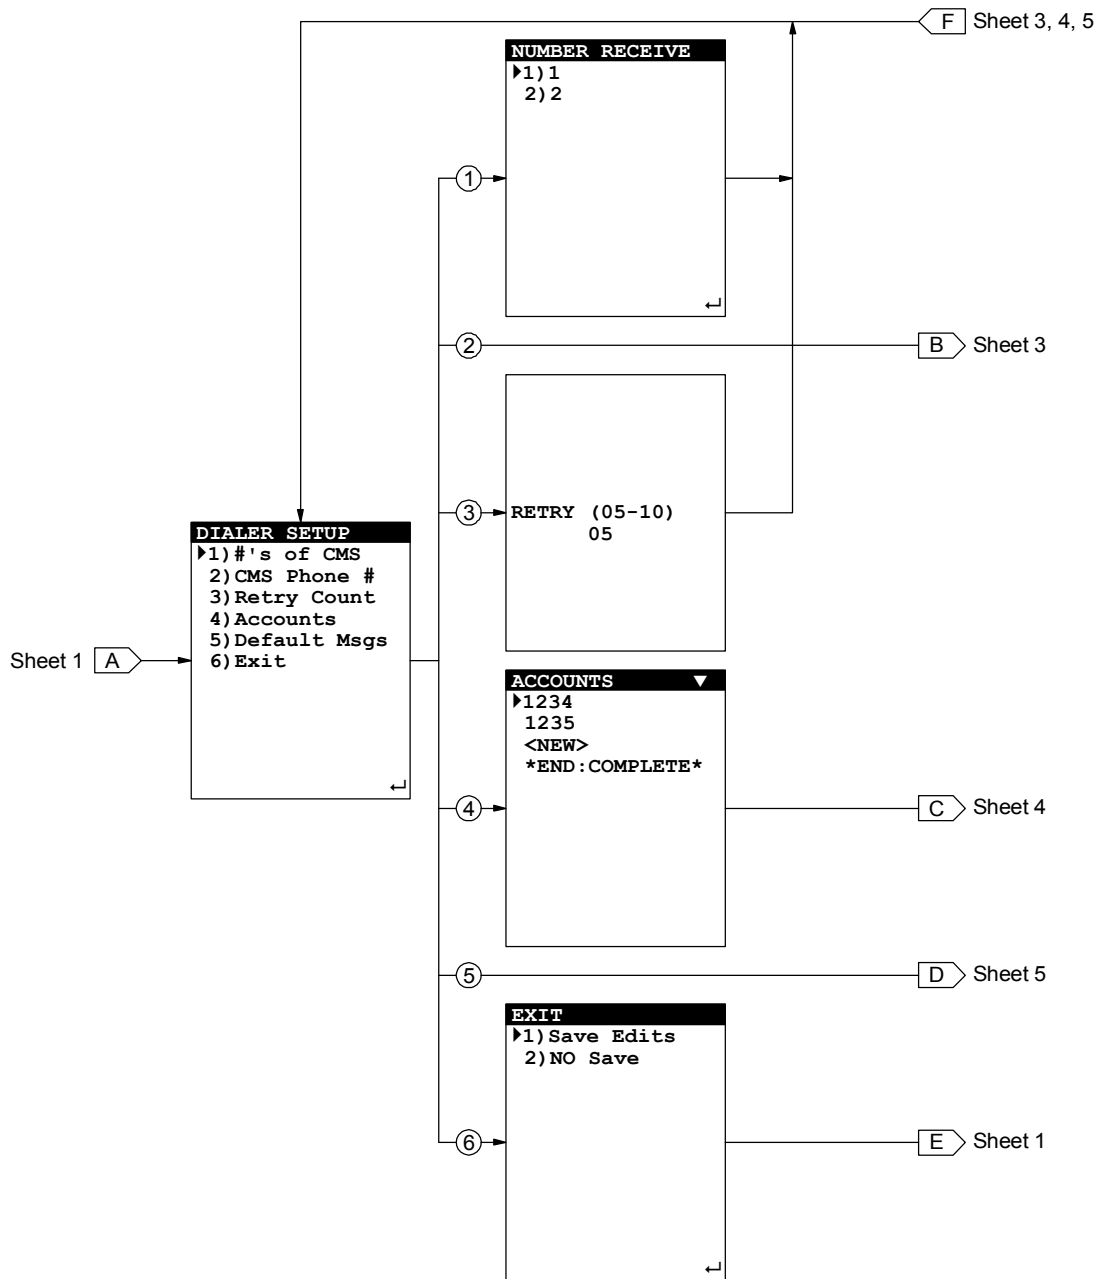 F Sheet 3, 4, 5
NUMBER RECEIVE
1)1
2)2
1
2
B Sheet 3
3
RETRY (05-10)
05
DIALER SETUP
1)#'s of CMS
2)CMS Phone #
3)Retry Count
4)Accounts
5)Default Msgs
6)Exit
Sheet 1 A
ACCOUNTS
1234
1235
<NEW>
*END:COMPLETE*
4
C Sheet 4
5
D Sheet 5
EXIT
1)Save Edits
2)NO Save
6
E Sheet 1